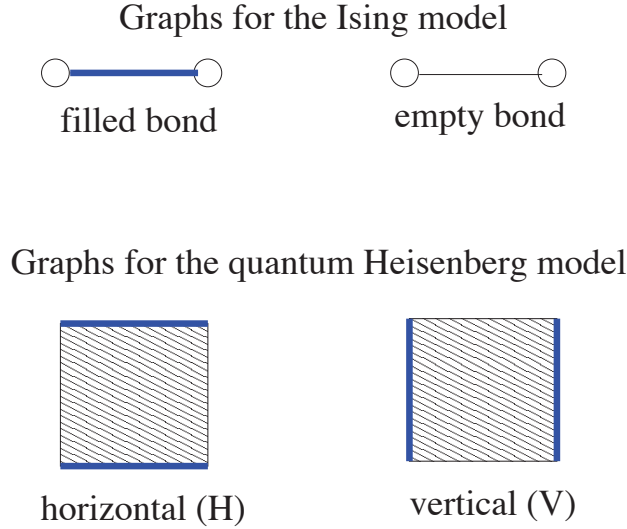 Graphs for the Ising model
filled bond
empty bond
Graphs for the quantum Heisenberg model
horizontal (H)
vertical (V)